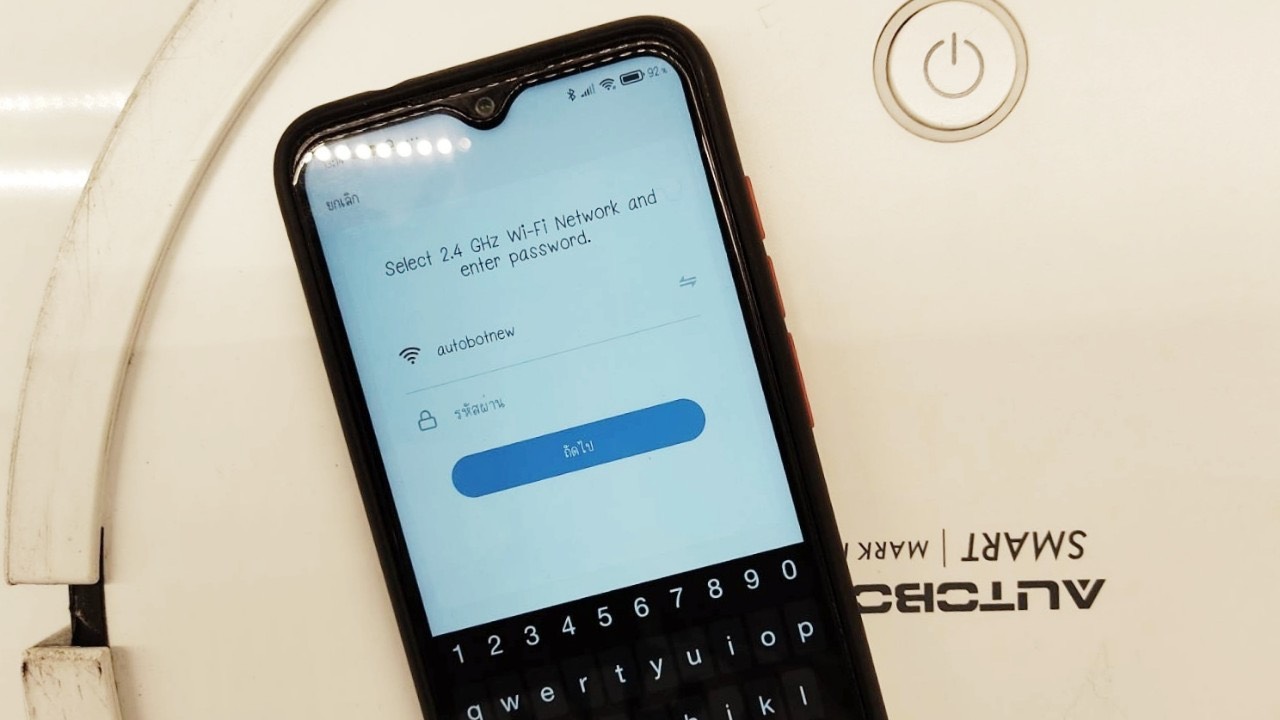 92
ยกเลิก
Select 2.4 GHz Wi-Fi Network and
enter password.
autobotnew
รหัสผ่าน
ถัดไป
1 2 3 4 5 6 7 8 9 0
q w e r t y u i o p
j k l
SMART | MARK
AUTOBO